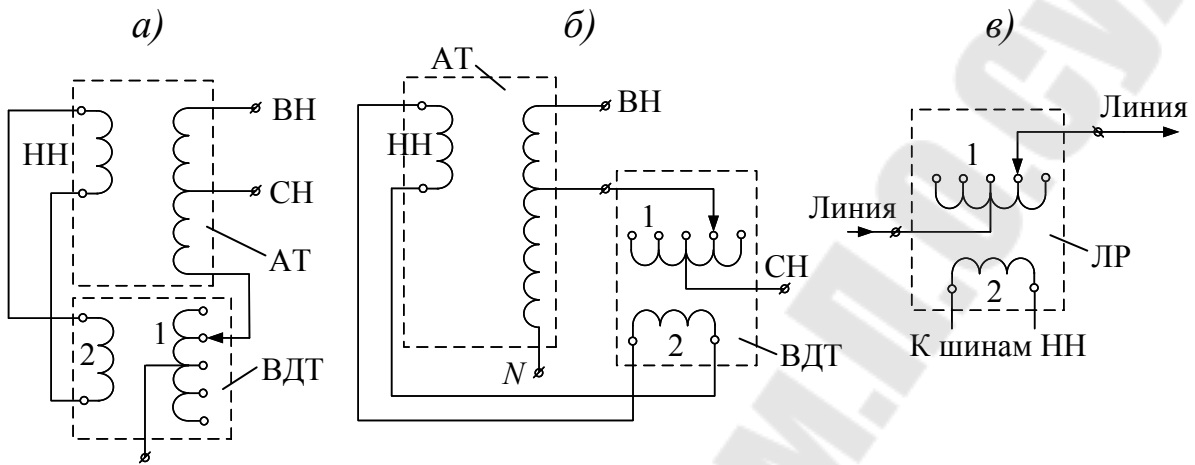 а)
НН
ВН
СН
АТ
2
1
ВДТ
б)
АТ
НН
ВН
N
1
СН
2
ВДТ
в)
Линия
1
Линия
ЛР
2
К шинам НН